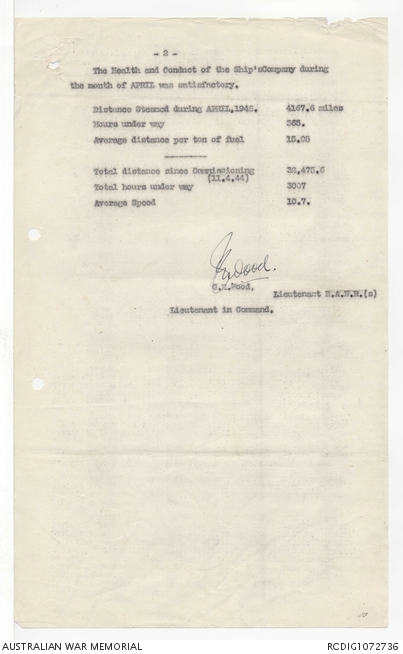 - 2 -
The Health and Conduct of the Ship'sCompany during
the month of APRIL was satisfactory.
Distance Steamed during APRIL,1945. 4167.6 miles
Hours under way 365.
Average distance per ton of fuel 15.05
Total distance since Commissioning 32,475.6
(11.4.44)
Total hours under way 3007
Average Speed 10.7.
Wood.
G.E.Wood,
Lieutenant R.A.N.R.(s)
Lieutenant in Command.
AUSTRALIAN WAR MEMORIAL RCDIG1072736